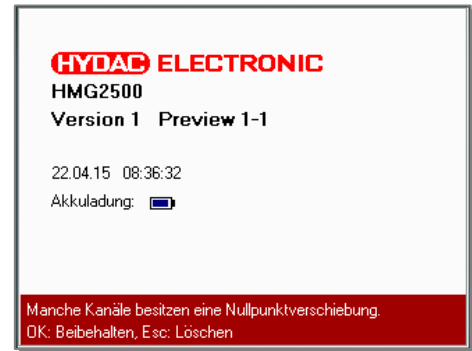 HYDAC ELECTRONIC
HMG2500
Version 1 Preview 1-1
22.04.15 08:36:32
Akkuladung:
Manche Kanäle besitzen eine Nullpunktverschiebung.
OK: Beibehalten, Esc: Löschen